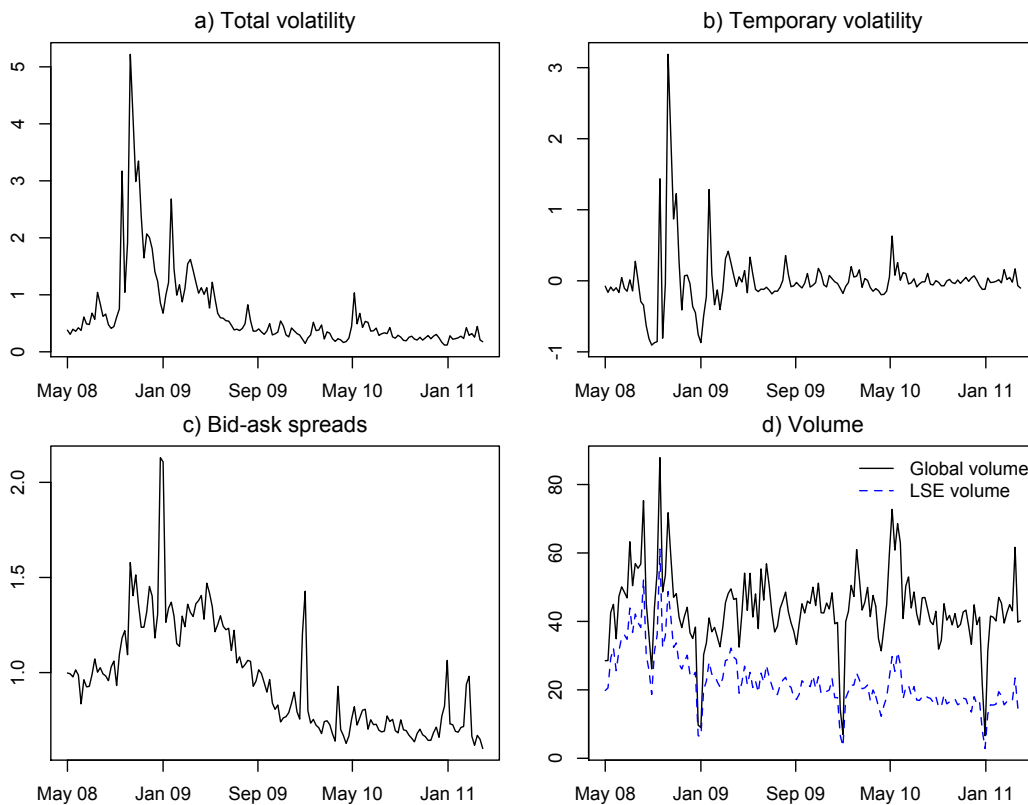 a) Total volatility
5
4
3
2
1
0
May 08 Jan 09 Sep 09 May 10 Jan 11
b) Temporary volatility
3
2
1
0
-1
May 08 Jan 09 Sep 09 May 10 Jan 11
c) Bid-ask spreads
2.0
1.5
1.0
May 08 Jan 09 Sep 09 May 10 Jan 11
d) Volume
Global volume
LSE volume
80
60
40
20
0
May 08 Jan 09 Sep 09 May 10 Jan 11